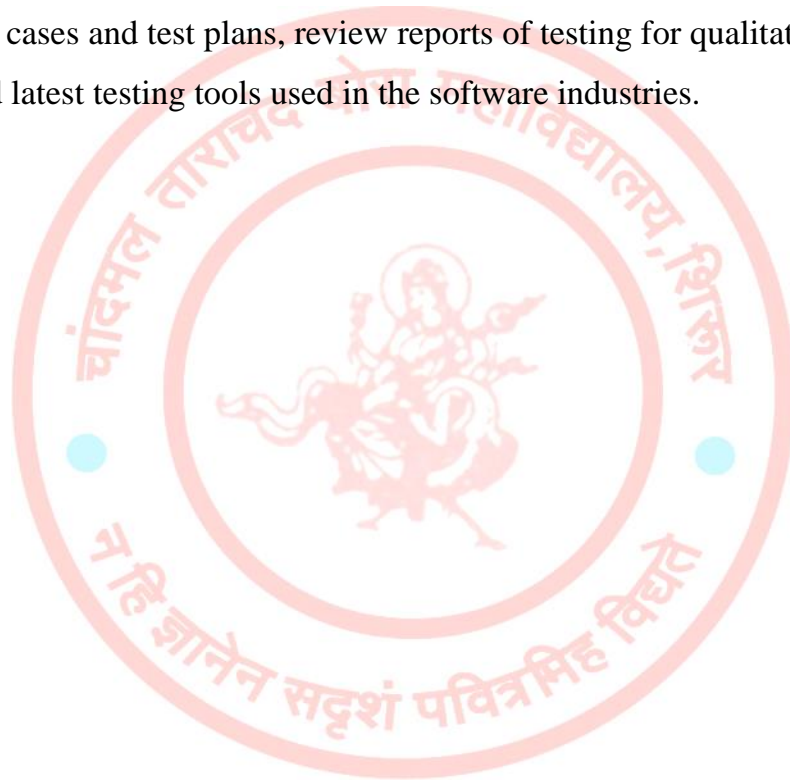 cases and test plans, review reports of testing for
latest testing tools used in the software industries.
चांदमल ताराचंद बोरा महाविद्यालय, शिरूर
न हि ज्ञानेन सदृशं पवित्रमिह विद्यते